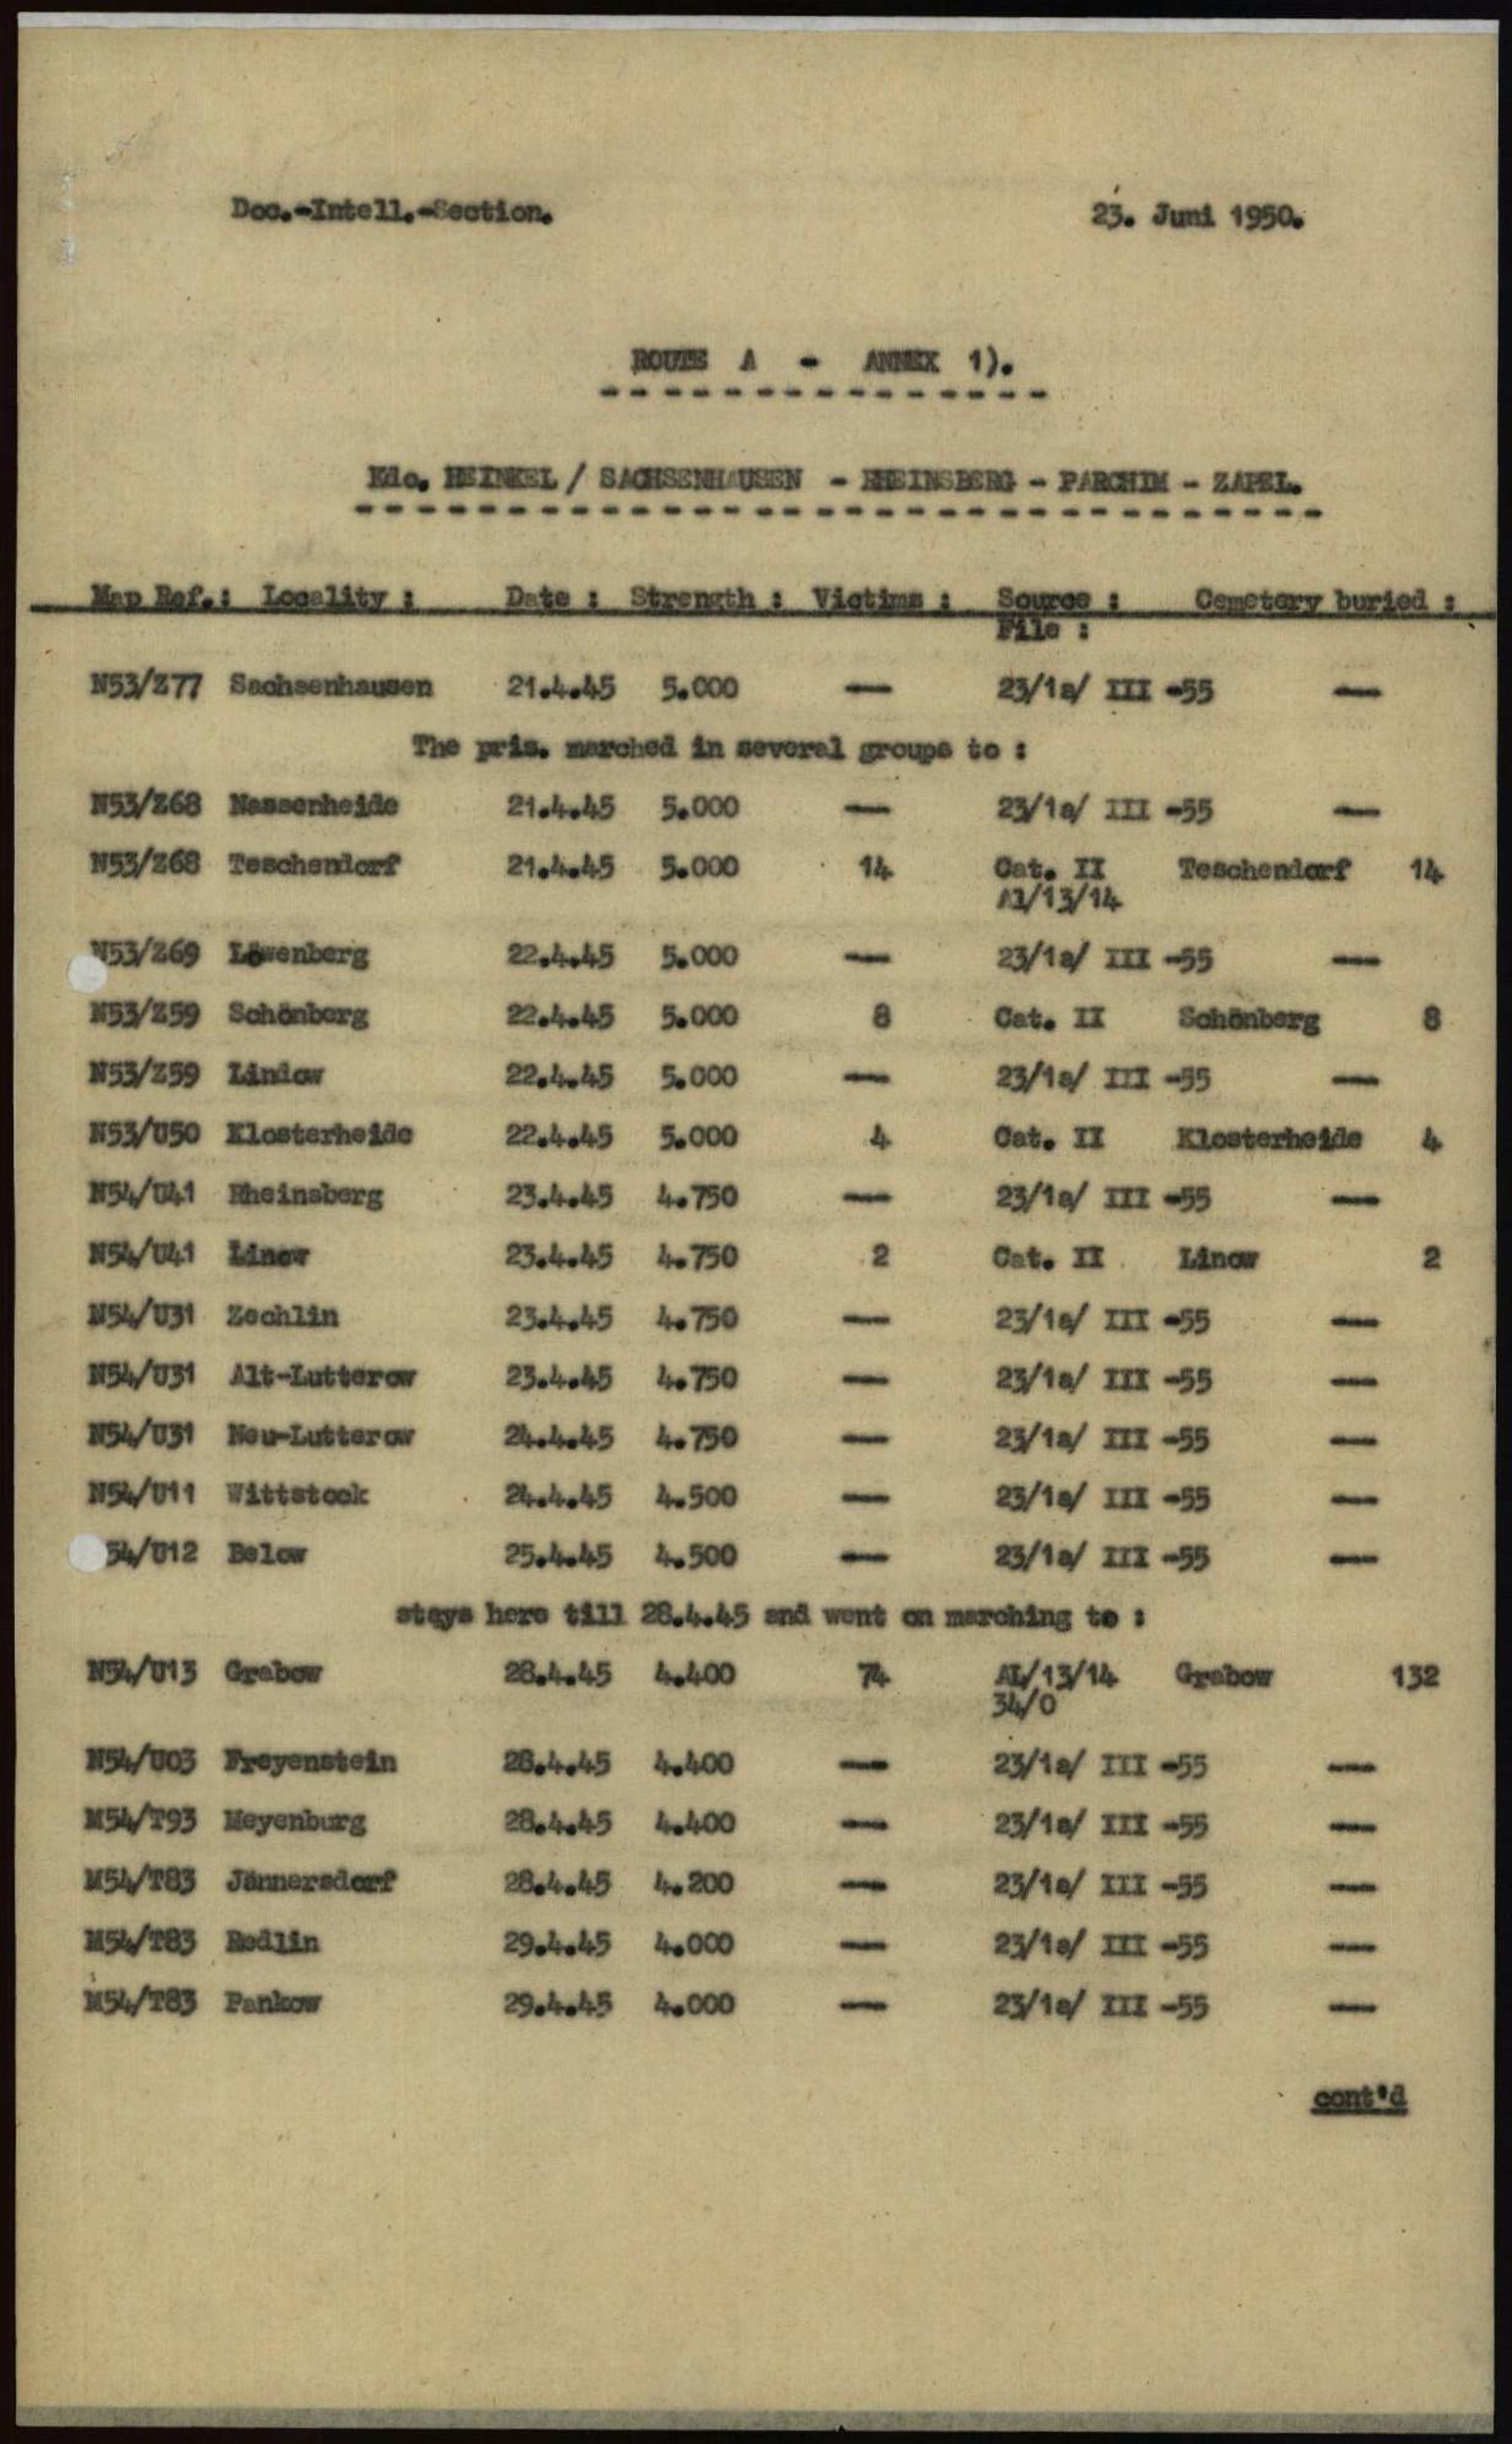 Doc.-Intell.-Section. 23. Juni 1950.
ROUTE A - ANNEX 1).
Kdo. HEINKEL / SACHSENHAUSEN - RHEINSBERG - PARCHIM - ZAPEL.
Map Ref.: Locality : Date : Strength : Victims : Source : Cemetery buried :
File :
N53/Z77 Sachsenhausen 21.4.45 5.000 — 23/1a/ III -55 —
The pris. marched in several groups to :
N53/Z68 Nassenheide 21.4.45 5.000 — 23/1a/ III -55 —
N53/Z68 Teschendorf 21.4.45 5.000 14 Cat. II Teschendorf 14
Al/13/14
N53/Z69 Löwenberg 22.4.45 5.000 — 23/1a/ III -55 —
N53/Z59 Schönberg 22.4.45 5.000 8 Cat. II Schönberg 8
N53/Z59 Lindow 22.4.45 5.000 — 23/1a/ III -55 —
N53/U50 Klosterheide 22.4.45 5.000 4 Cat. II Klosterheide 4
N54/U41 Rheinsberg 23.4.45 4.750 — 23/1a/ III -55 —
N54/U41 Linow 23.4.45 4.750 2 Cat. II Linow 2
N54/U31 Zechlin 23.4.45 4.750 — 23/1a/ III -55 —
N54/U31 Alt-Lutterow 23.4.45 4.750 — 23/1a/ III -55 —
N54/U31 Neu-Lutterow 24.4.45 4.750 — 23/1a/ III -55 —
N54/U11 Wittstock 24.4.45 4.500 — 23/1a/ III -55 —
54/U12 Below 25.4.45 4.500 — 23/1a/ III -55 —
stays here till 28.4.45 and went on marching to :
N54/U13 Grabow 28.4.45 4.400 74 AL/13/14 Grabow 132
34/0
N54/U03 Freyenstein 28.4.45 4.400 — 23/1a/ III -55 —
M54/T93 Meyenburg 28.4.45 4.400 — 23/1a/ III -55 —
M54/T83 Jännersdorf 28.4.45 4.200 — 23/1a/ III -55 —
M54/T83 Redlin 29.4.45 4.000 — 23/1a/ III -55 —
M54/T83 Pankow 29.4.45 4.000 — 23/1a/ III -55 —
cont'd